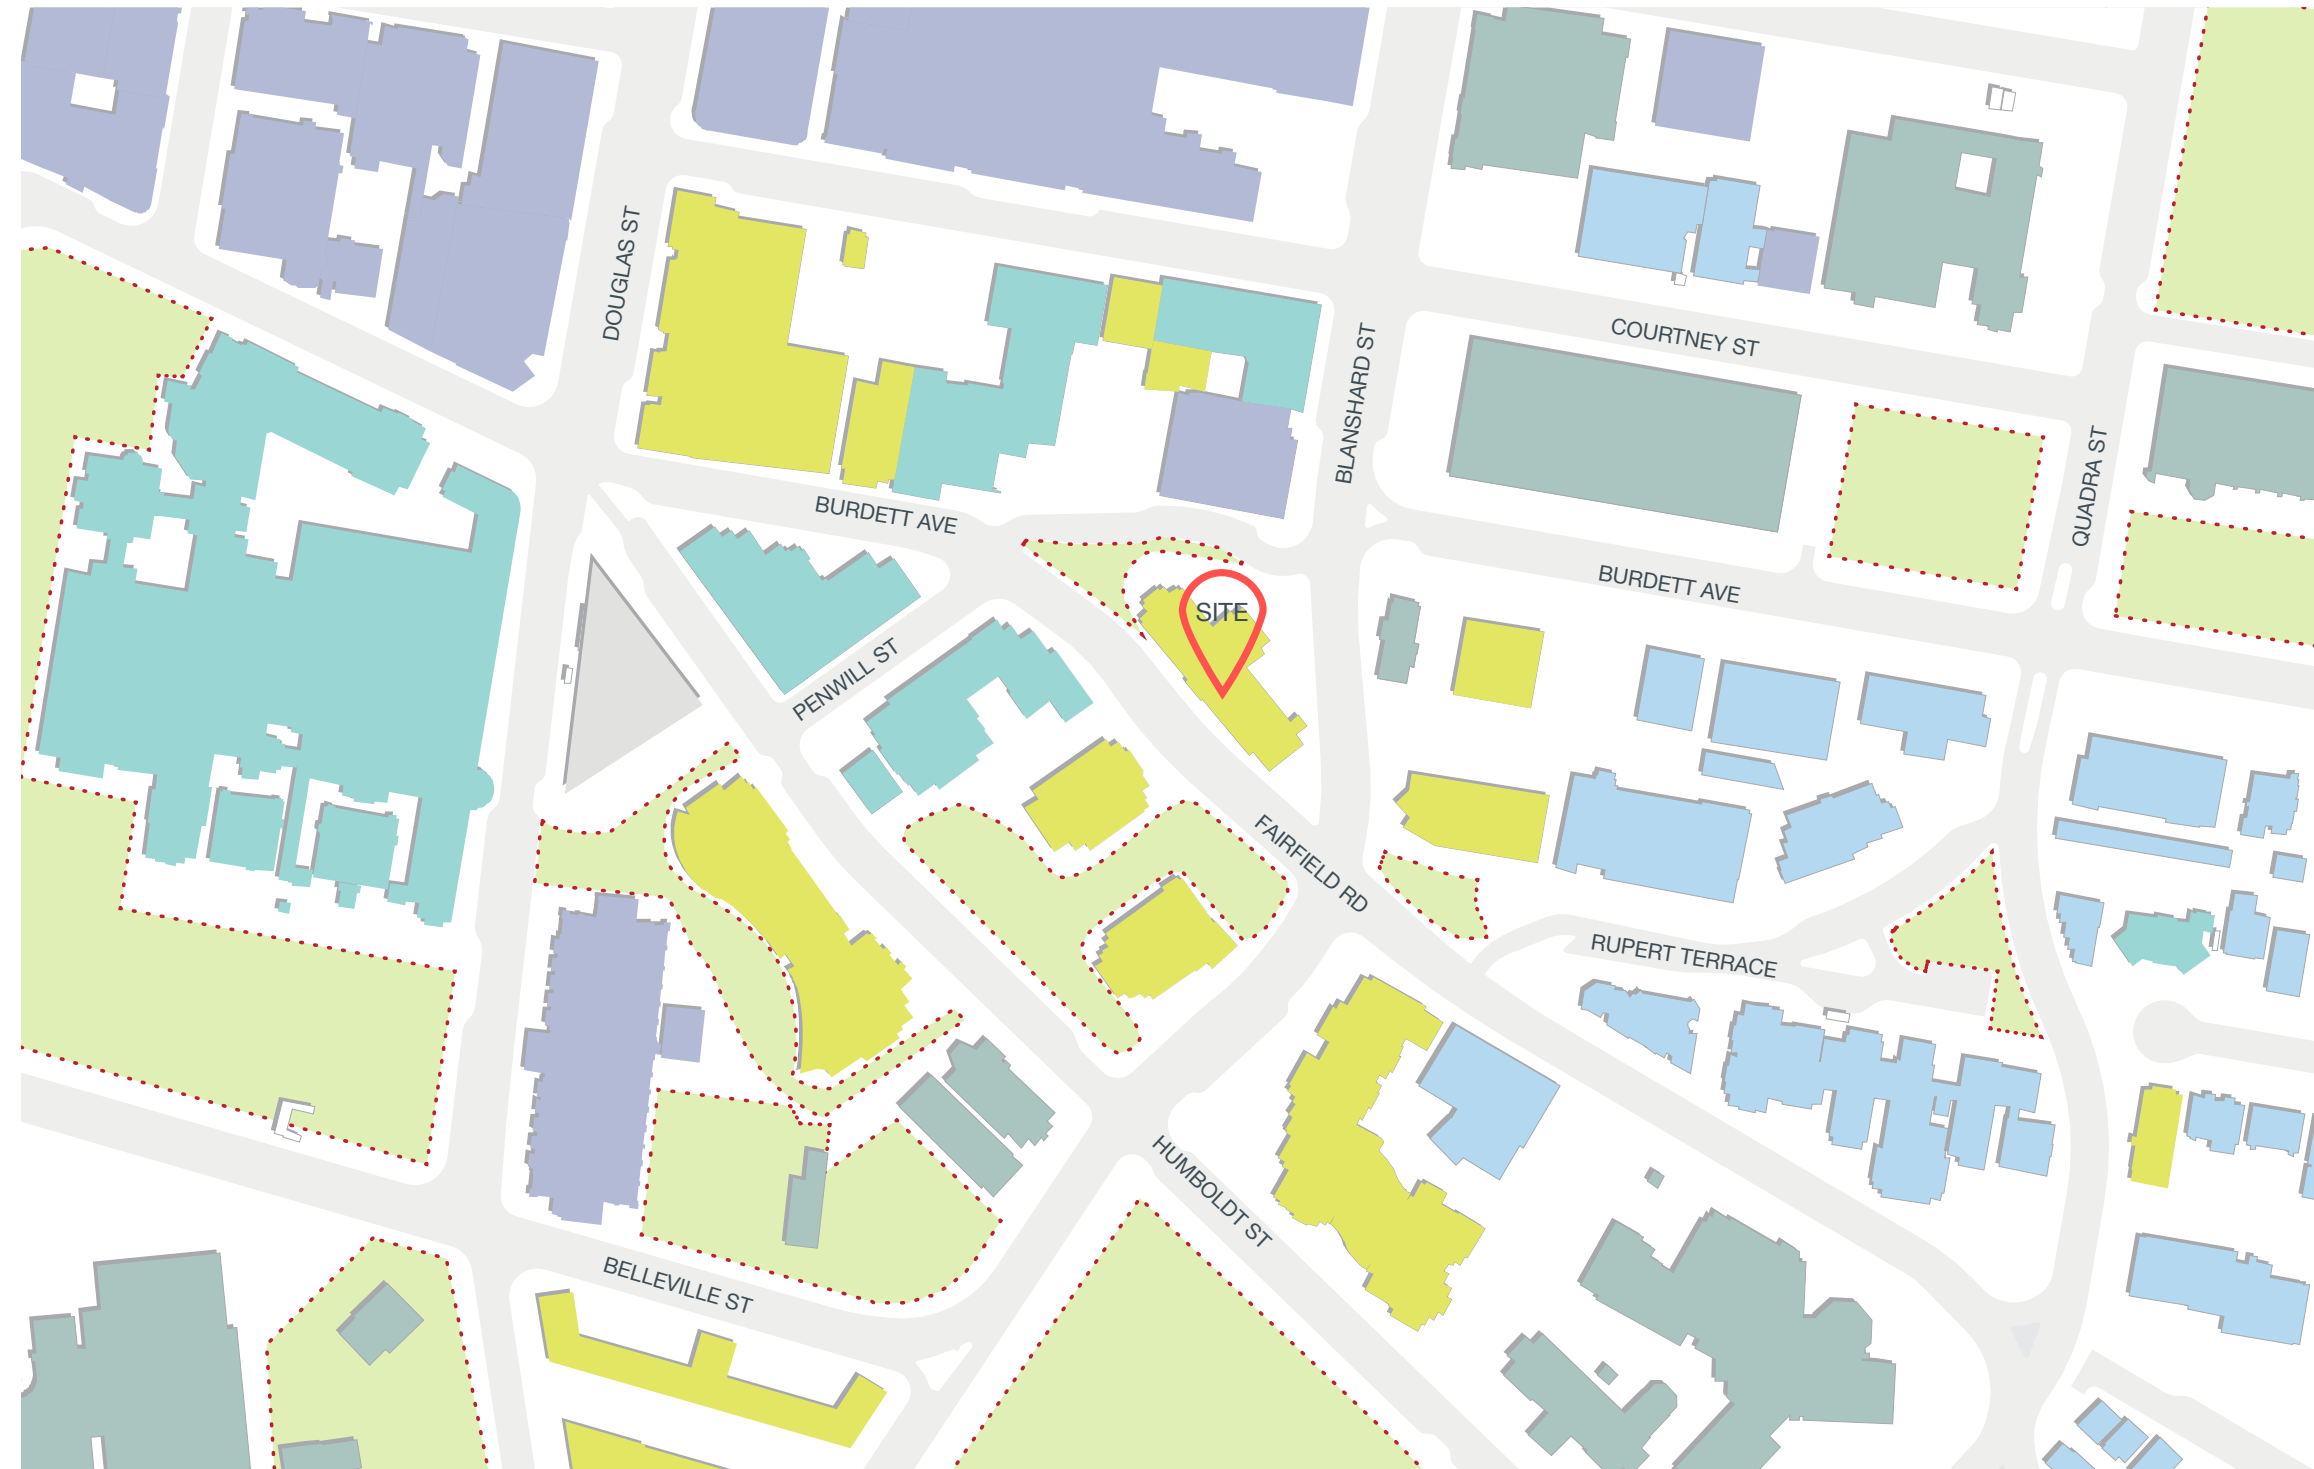 DOUGLAS ST
COURTNEY ST
BLANSHARD ST
QUADRA ST
BURDETT AVE
BURDETT AVE
SITE
PENWILL ST
FAIRFIELD RD
RUPERT TERRACE
HUMBOLDT ST
BELLEVILLE ST